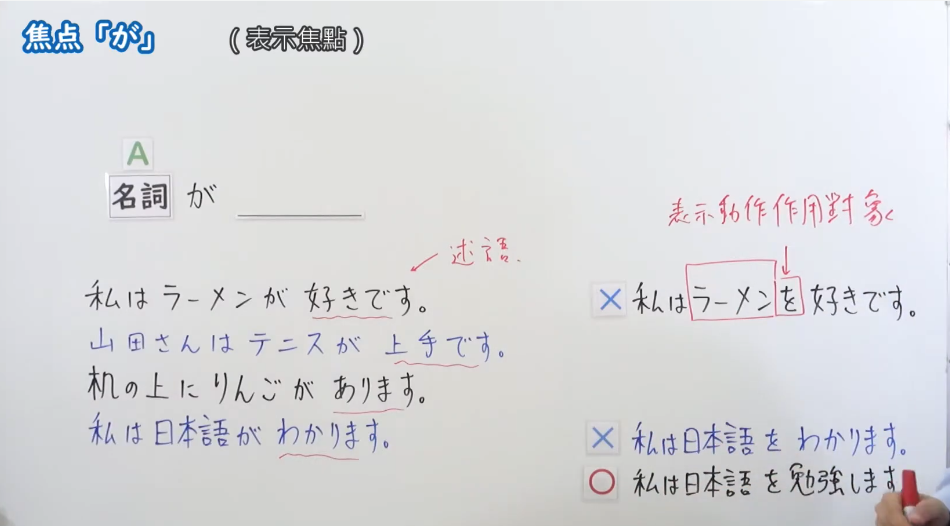 焦点「が」
(表示焦點)
A
名詞 が
表示動作作用對象
述語
私は ラーメンが 好きです。
山田さんは テニスが 上手です。
机の上に りんごが あります。
私は 日本語が わかります。
× 私は ラーメンを 好きです。
× 私は日本語を わかります。
○ 私は日本語を勉強します